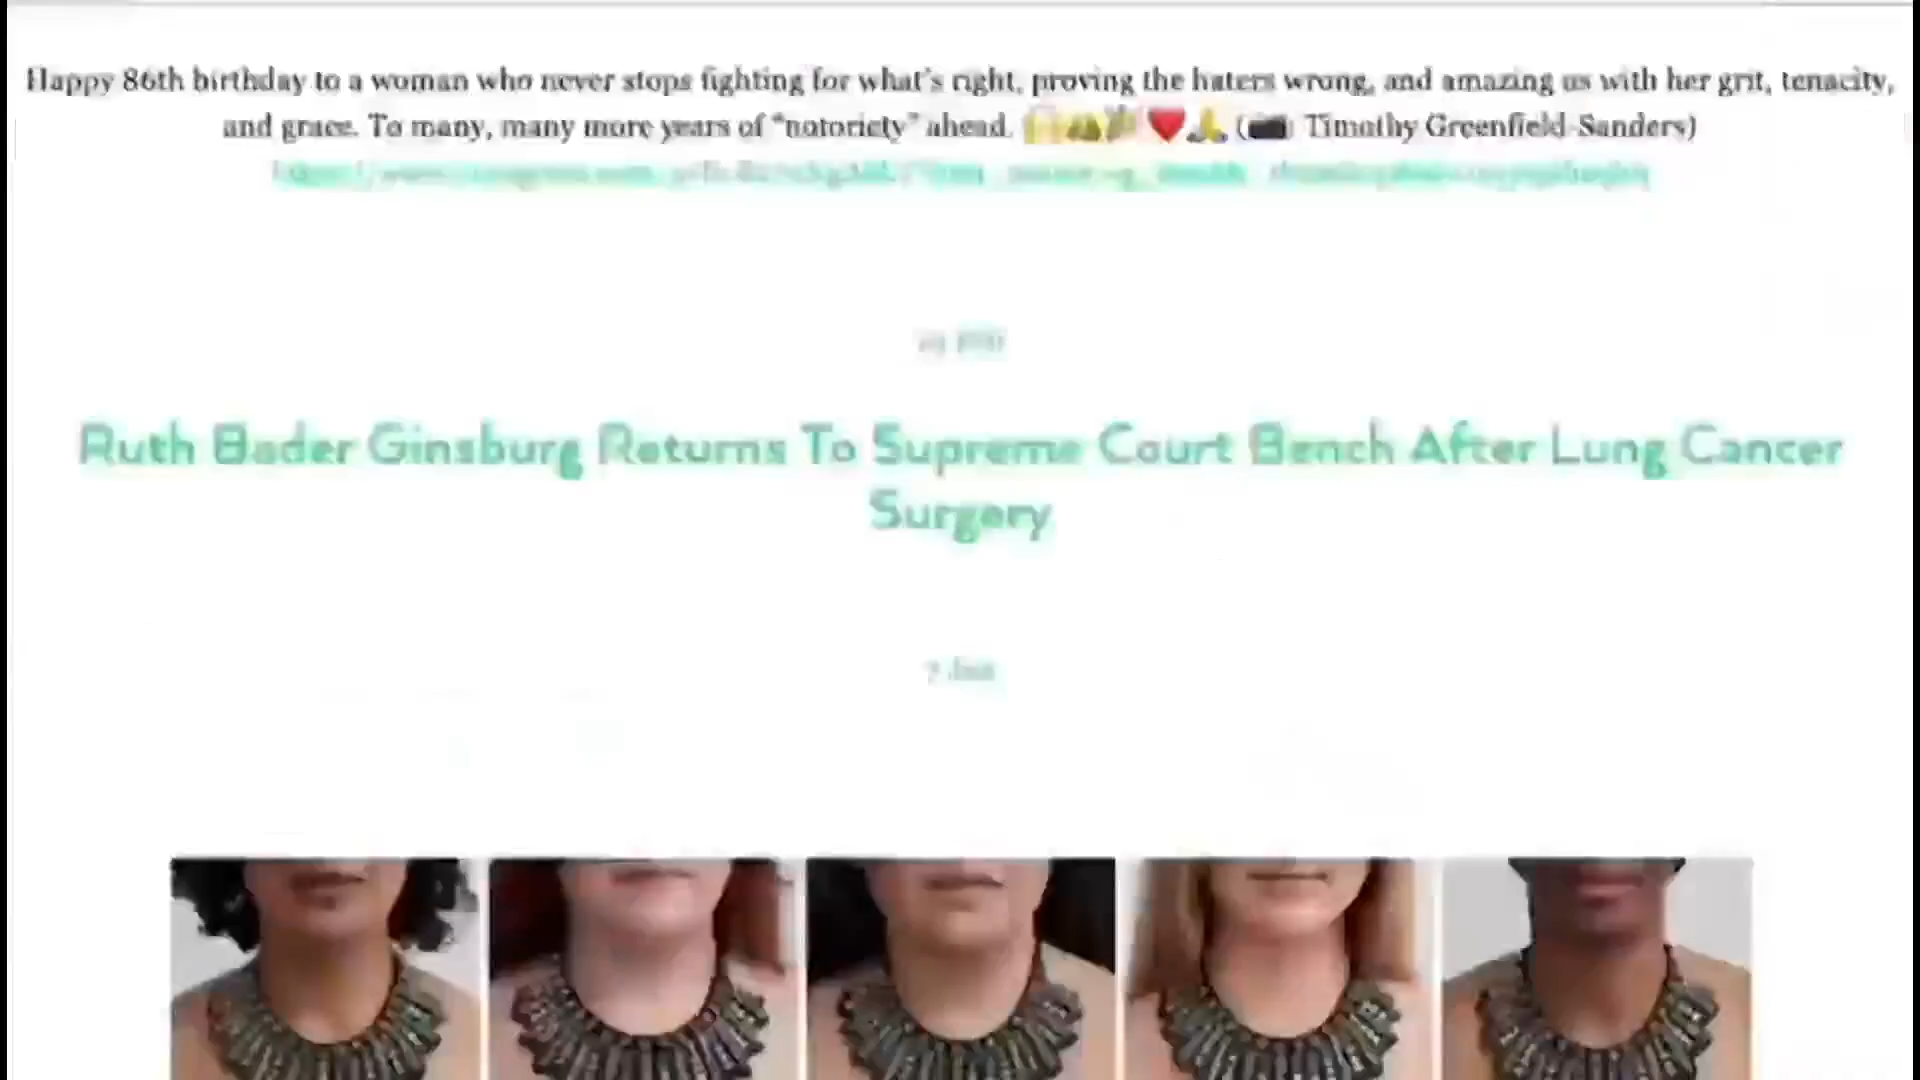 Happy 86th birthday to a woman who never stops fighting for what's right, proving the haters wrong, and amazing us with her grit, tenacity,
and grace. To many, many more years of “notoriety” ahead. ❤️ (📷 Timothy Greenfield-Sanders)
Ruth Bader Ginsburg Returns To Supreme Court Bench After Lung Cancer
Surgery